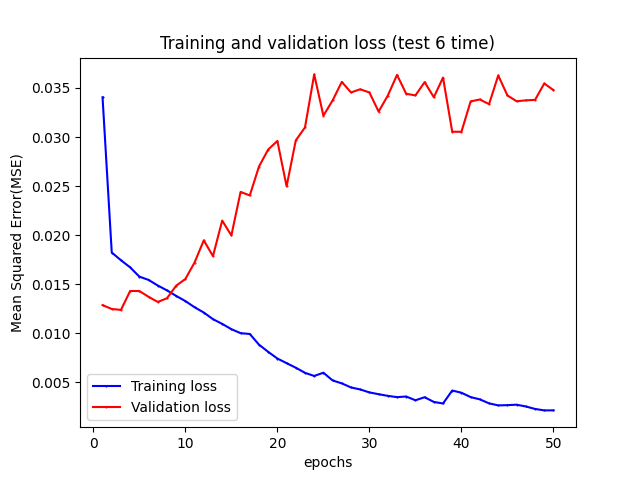 Training and validation loss (test 6 time)
Mean Squared Error(MSE)
0.035
0.030
0.025
0.020
0.015
0.010
0.005
Training loss
Validation loss
0 10 20 30 40 50
epochs